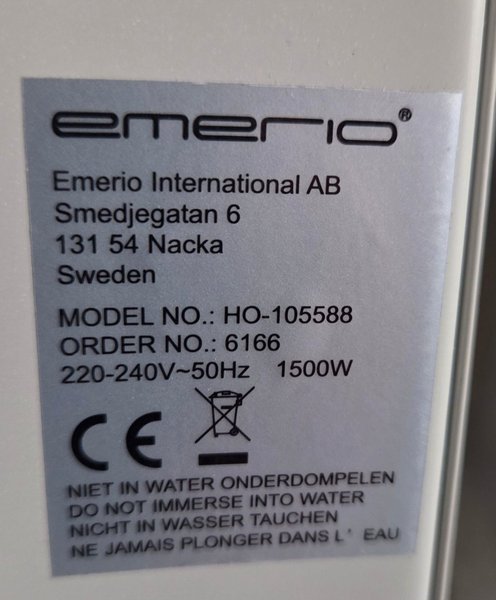 emerio®
Emerio International AB
Smedjegatan 6
131 54 Nacka
Sweden
MODEL NO.: HO-105588
ORDER NO.: 6166
220-240V~50Hz 1500W
CE
NIET IN WATER ONDERDOMPELEN
DO NOT IMMERSE INTO WATER
NICHT IN WASSER TAUCHEN
NE JAMAIS PLONGER DANS L' EAU